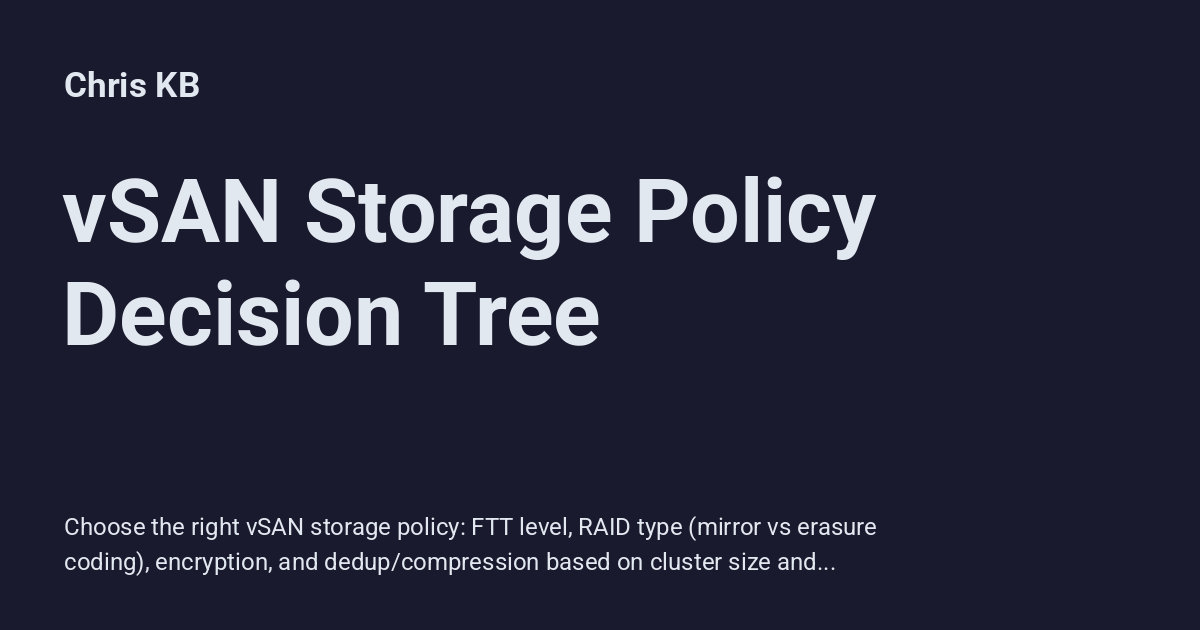 Chris KB
vSAN Storage Policy
Decision Tree
Choose the right vSAN storage policy: FTT level, RAID type (mirror vs erasure
coding), encryption, and dedup/compression based on cluster size and...